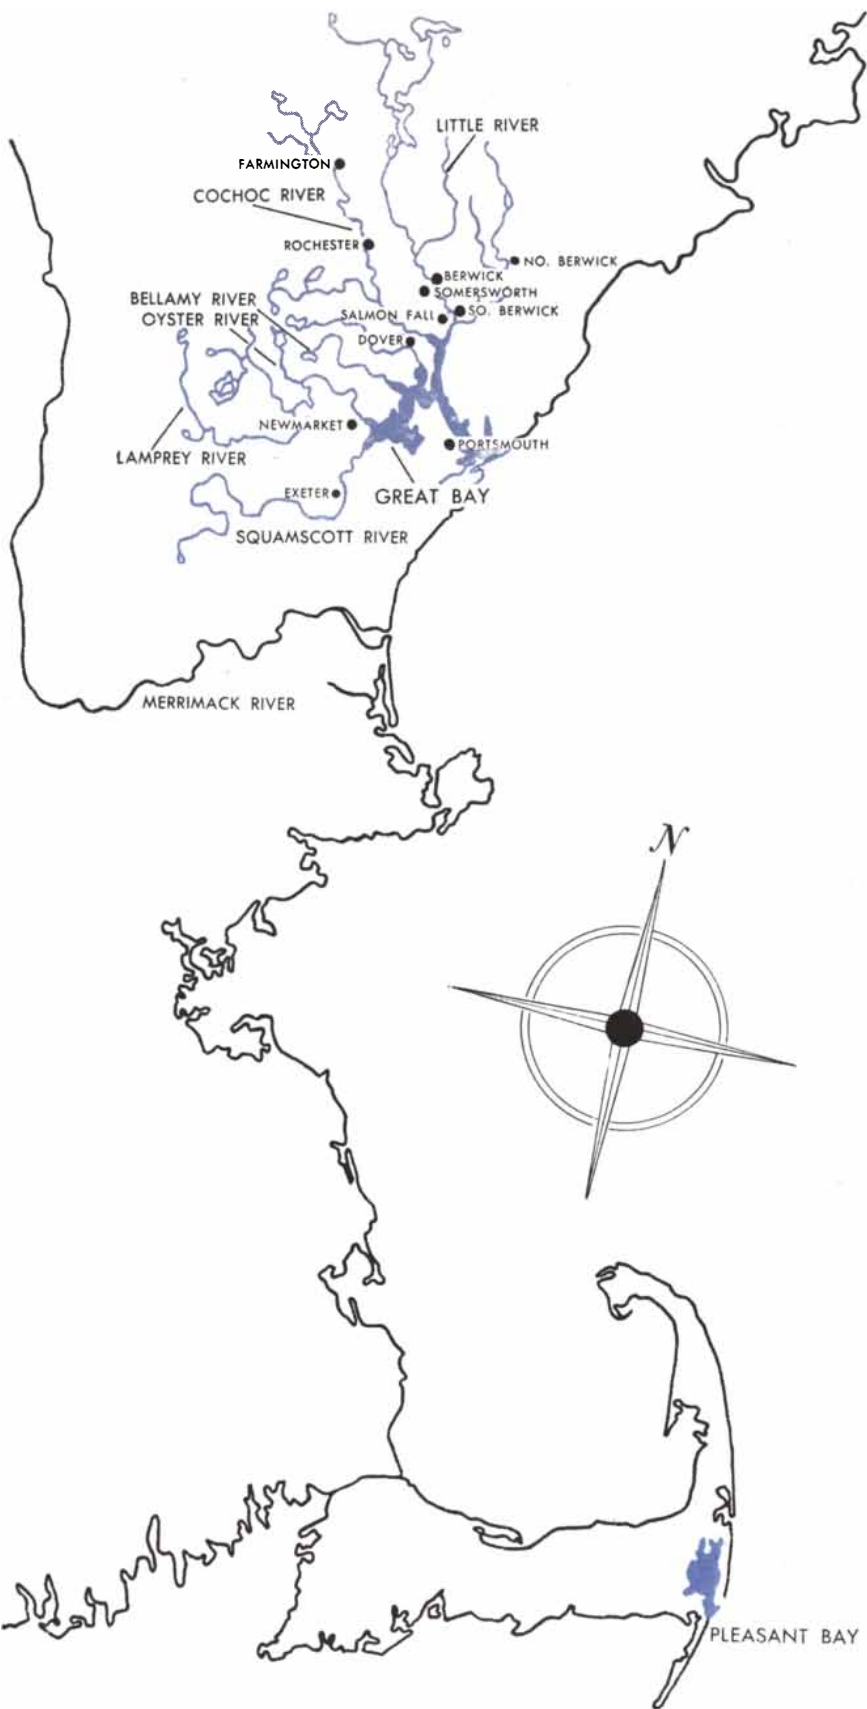 LITTLE RIVER
FARMINGTON
COCHOC RIVER
ROCHESTER
NO. BERWICK
BERWICK
SOMERSWORTH
BELLAMY RIVER
OYSTER RIVER
SALMON FALL
SO. BERWICK
DOVER
NEWMARKET
PORTSMOUTH
LAMPREY RIVER
EXETER
GREAT BAY
SQUAMSCOTT RIVER
MERRIMACK RIVER
N
PLEASANT BAY